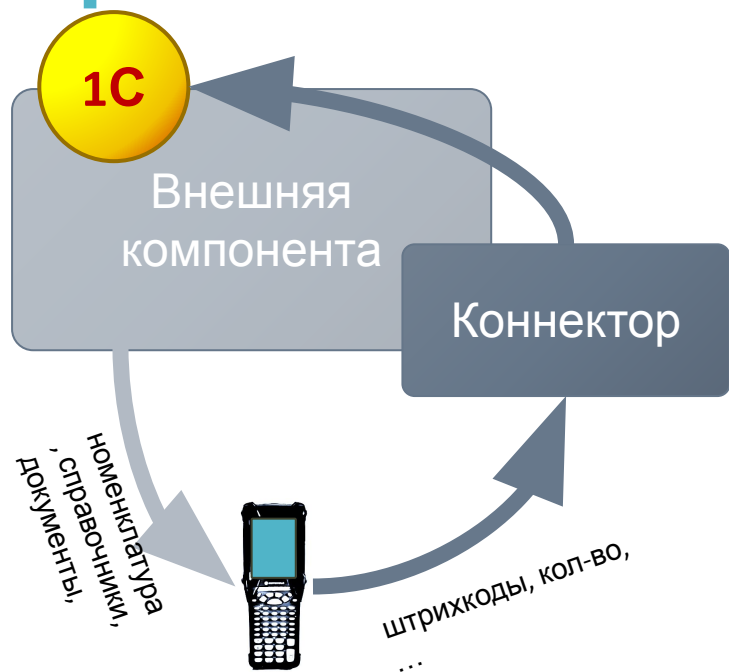 1С
Внешняя
компонента
Коннектор
номенклатура
, справочники,
документы,
штрихкоды, кол-во,
...